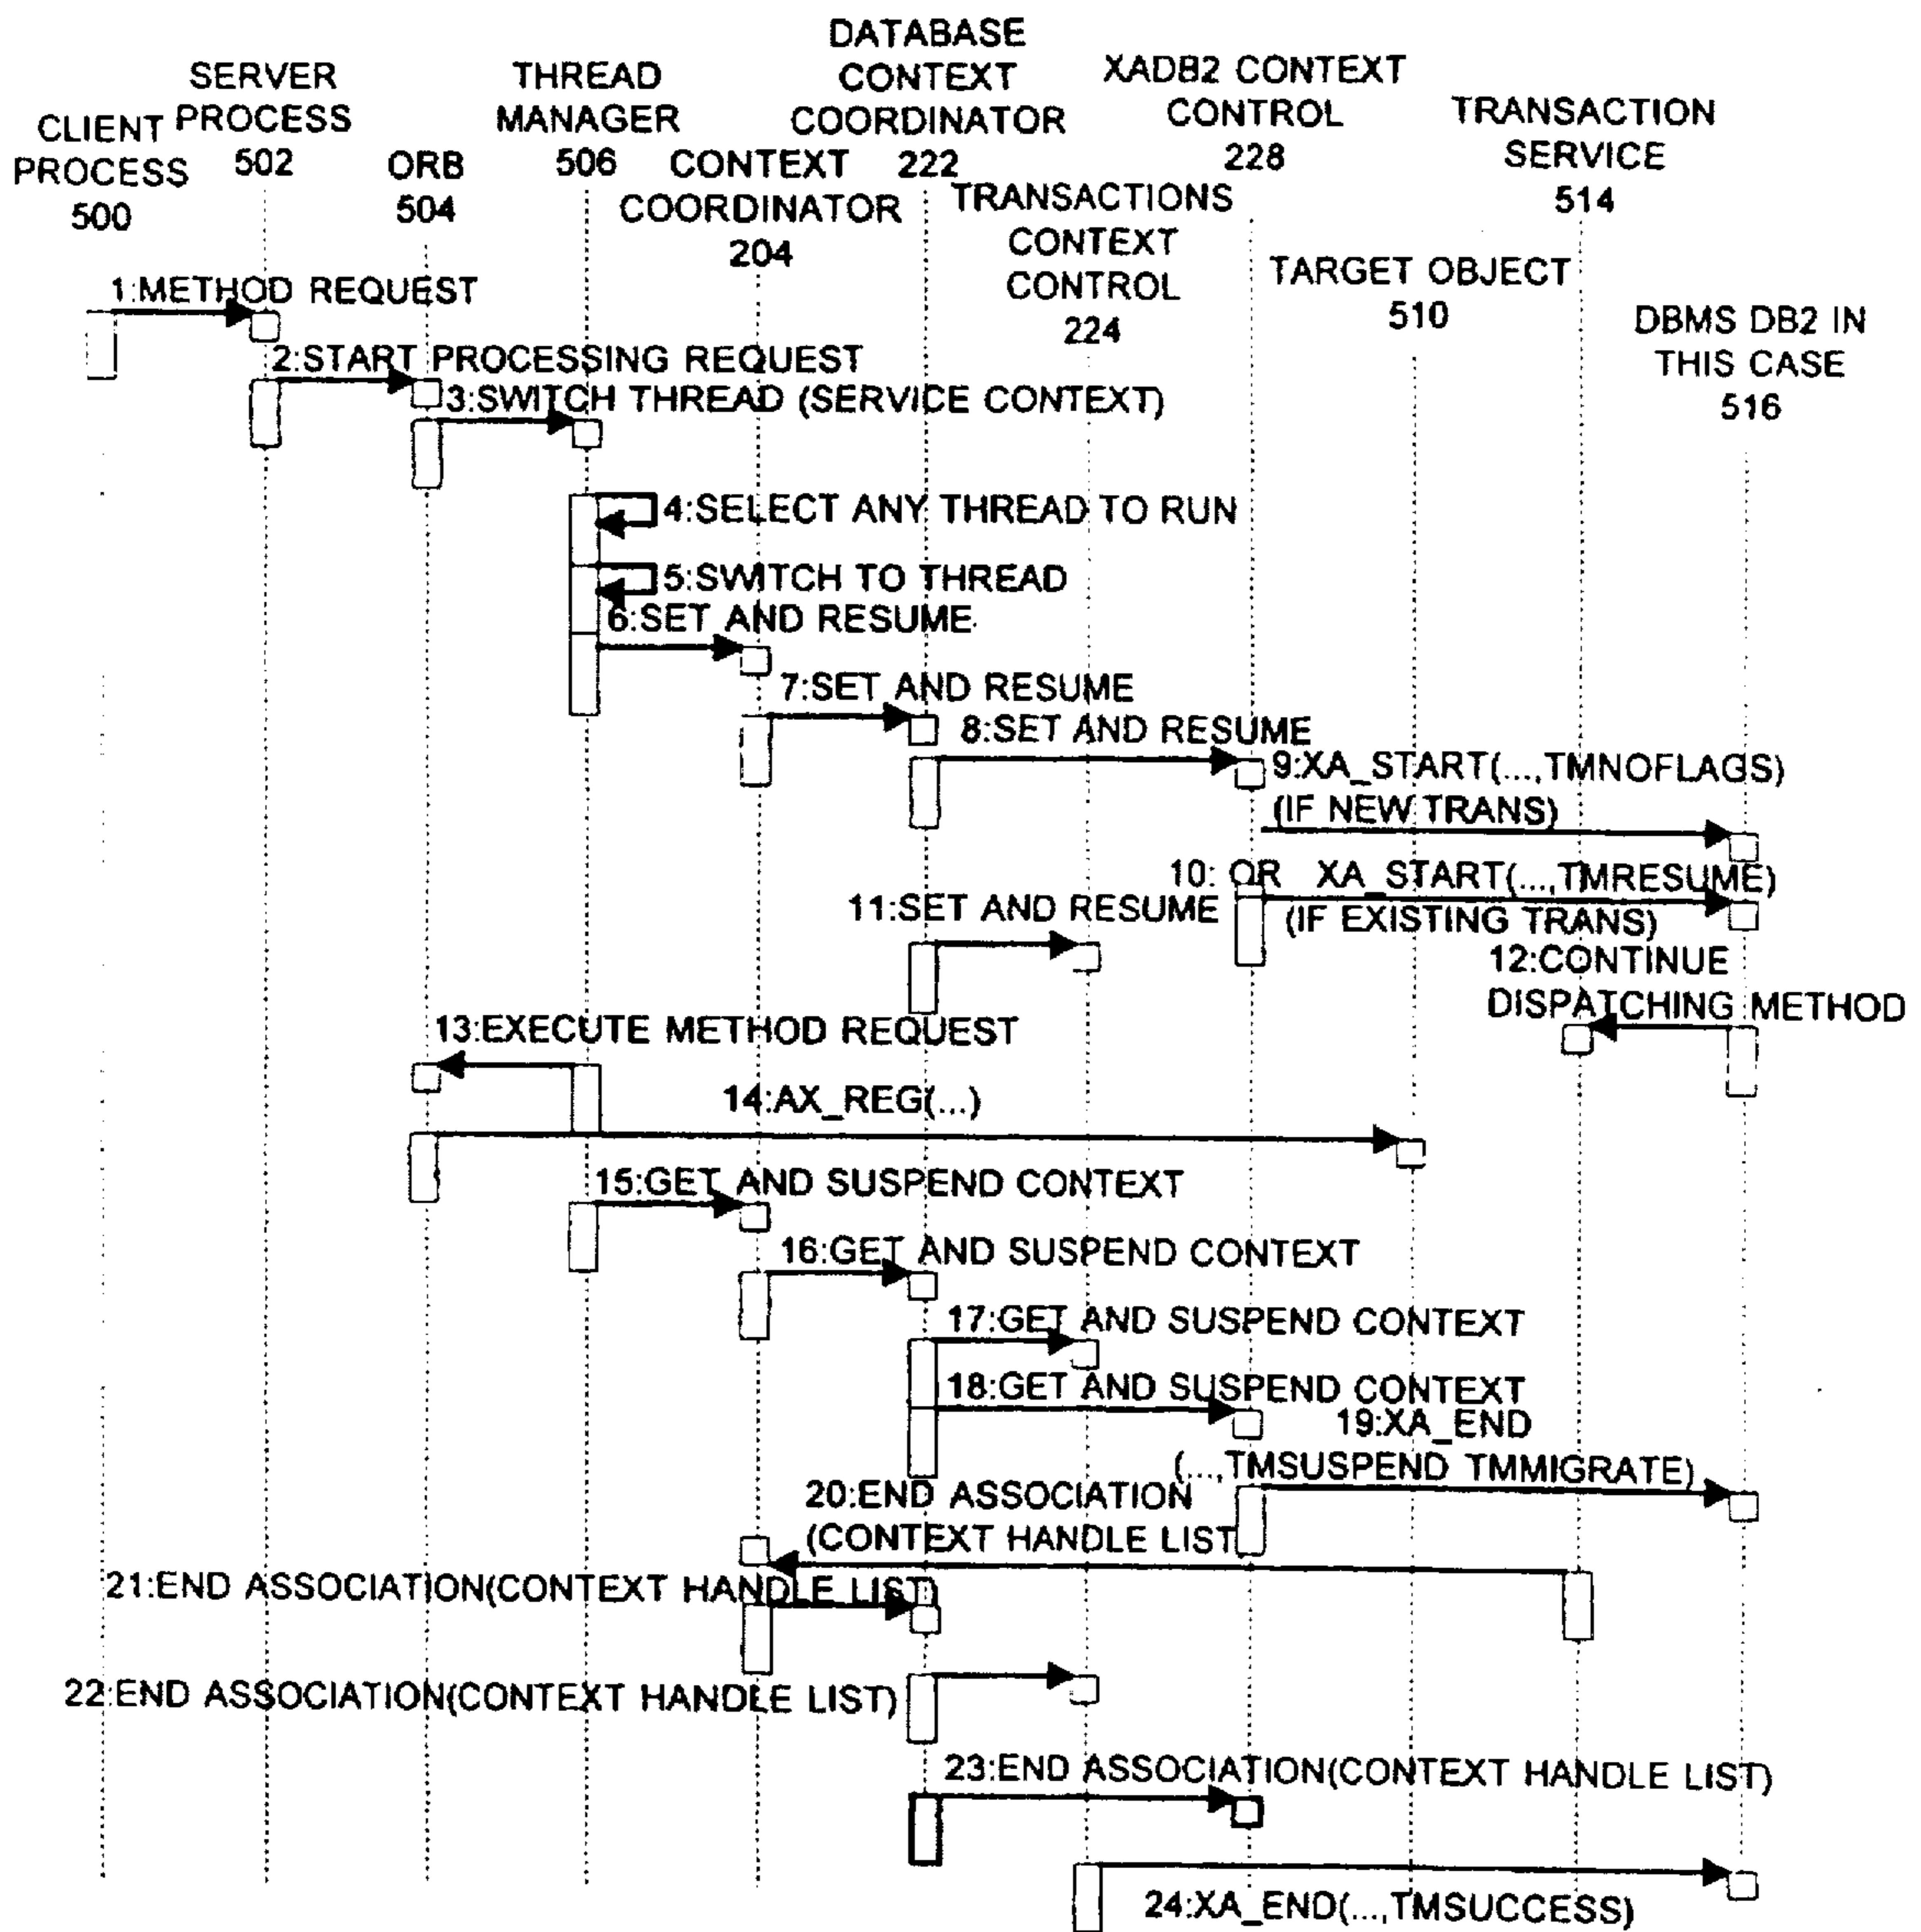 CLIENT
PROCESS
500
SERVER
PROCESS
502
ORB
504
THREAD
MANAGER
506
CONTEXT
COORDINATOR
204
DATABASE
CONTEXT
COORDINATOR
222
TRANSACTIONS
CONTEXT
CONTROL
224
XADB2 CONTEXT
CONTROL
228
TARGET OBJECT
510
TRANSACTION
SERVICE
514
DBMS DB2 IN
THIS CASE
516
1:METHOD REQUEST
2:START PROCESSING REQUEST
3:SWITCH THREAD (SERVICE CONTEXT)
4:SELECT ANY THREAD TO RUN
5:SWITCH TO THREAD
6:SET AND RESUME
7:SET AND RESUME
8:SET AND RESUME
9:XA_START(...,TMNOFLAGS)
(IF NEW TRANS)
10: OR XA_START(...,TMRESUME)
(IF EXISTING TRANS)
11:SET AND RESUME
12:CONTINUE
DISPATCHING METHOD
13:EXECUTE METHOD REQUEST
14:AX_REG(...)
15:GET AND SUSPEND CONTEXT
16:GET AND SUSPEND CONTEXT
17:GET AND SUSPEND CONTEXT
18:GET AND SUSPEND CONTEXT
19:XA_END
(...,TMSUSPEND TMMIGRATE)
20:END ASSOCIATION
(CONTEXT HANDLE LIST
21:END ASSOCIATION(CONTEXT HANDLE LIST)
22:END ASSOCIATION(CONTEXT HANDLE LIST)
23:END ASSOCIATION(CONTEXT HANDLE LIST)
24:XA_END(...,TMSUCCESS)